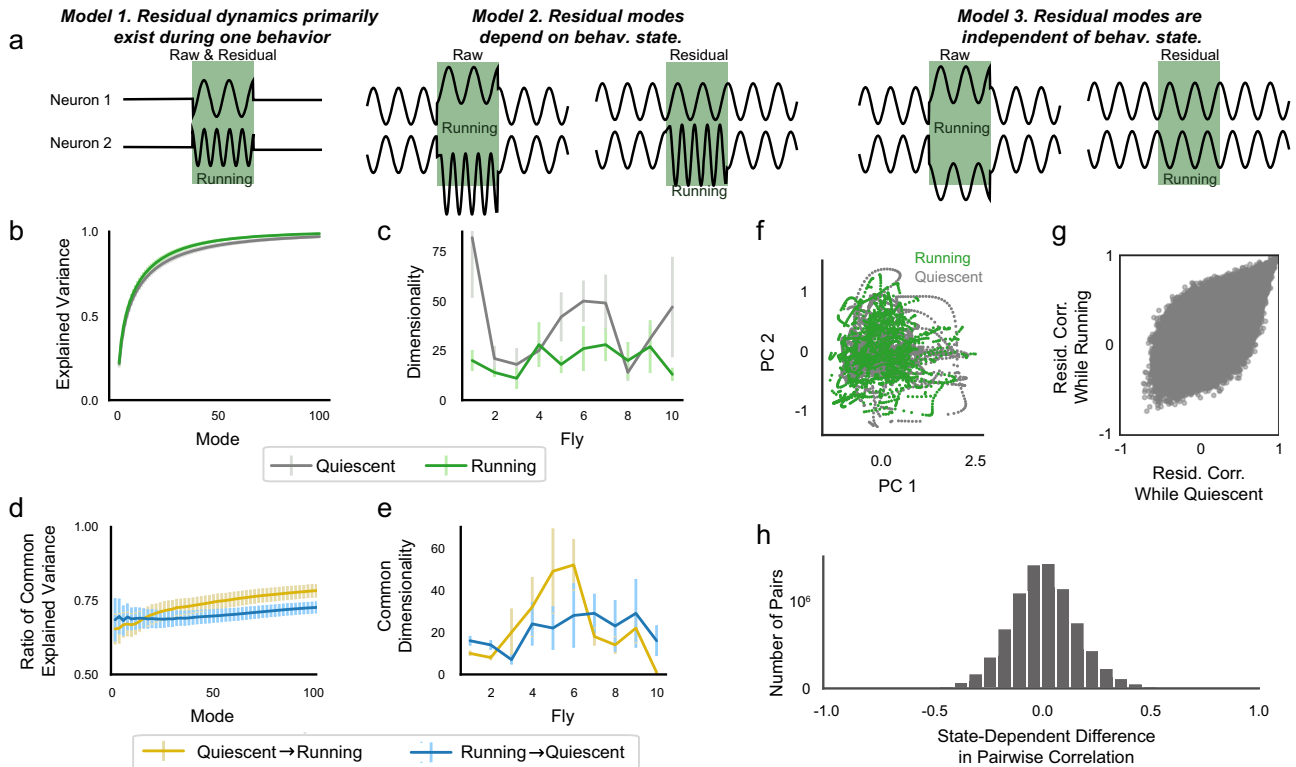 Model 1. Residual dynamics primarily
exist during one behavior
Model 2. Residual modes
depend on behav. state.
Model 3. Residual modes are
independent of behav. state.
a
Raw & Residual
Raw
Residual
Raw
Residual
Neuron 1
Neuron 2
Running
Running
Running
Running
Running
b
Explained Variance
1.0
0.5
0.0
0
50
100
Mode
c
Dimensionality
75
50
25
0
2
4
6
8
10
Fly
Quiescent
Running
f
Running
Quiescent
PC 2
1
0
-1
0.0
2.5
PC 1
g
Resid. Corr.
While Running
1
0
-1
-1
0
1
Resid. Corr.
While Quiescent
d
Ratio of Common
Explained Variance
1.00
0.75
0.50
0
50
100
Mode
e
Common
Dimensionality
60
40
20
0
2
4
6
8
10
Fly
Quiescent→Running
Running→Quiescent
h
Number of Pairs
10⁶
0
-1.0
-0.5
0.0
0.5
1.0
State-Dependent Difference
in Pairwise Correlation